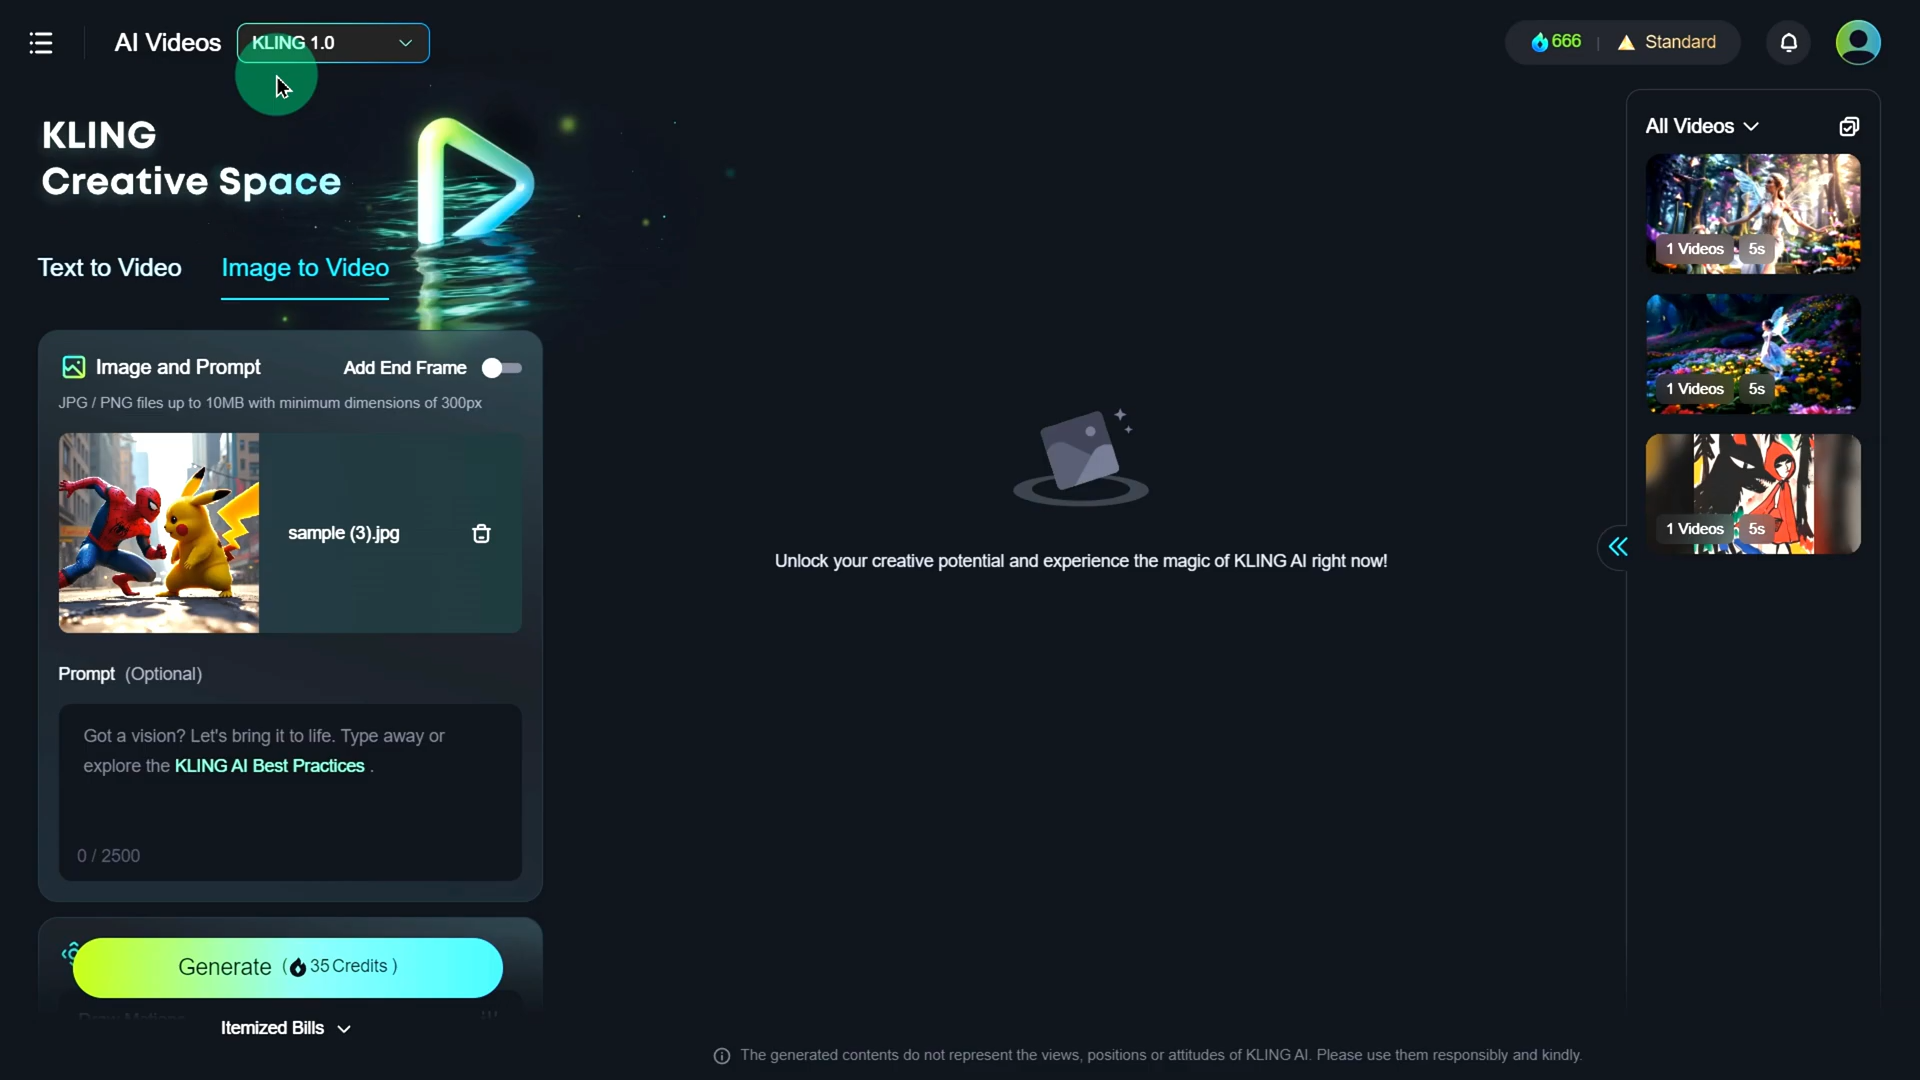 AI Videos
KLING 1.0
666
Standard
KLING
Creative Space
Text to Video
Image to Video
Image and Prompt
Add End Frame
JPG / PNG files up to 10MB with minimum dimensions of 300px
sample (3).jpg
Prompt (Optional)
Got a vision? Let's bring it to life. Type away or
explore the KLING AI Best Practices .
0 / 2500
Generate ( 35 Credits )
Itemized Bills
Unlock your creative potential and experience the magic of KLING AI right now!
The generated contents do not represent the views, positions or attitudes of KLING AI. Please use them responsibly and kindly.
All Videos
1 Videos 5s
1 Videos 5s
1 Videos 5s